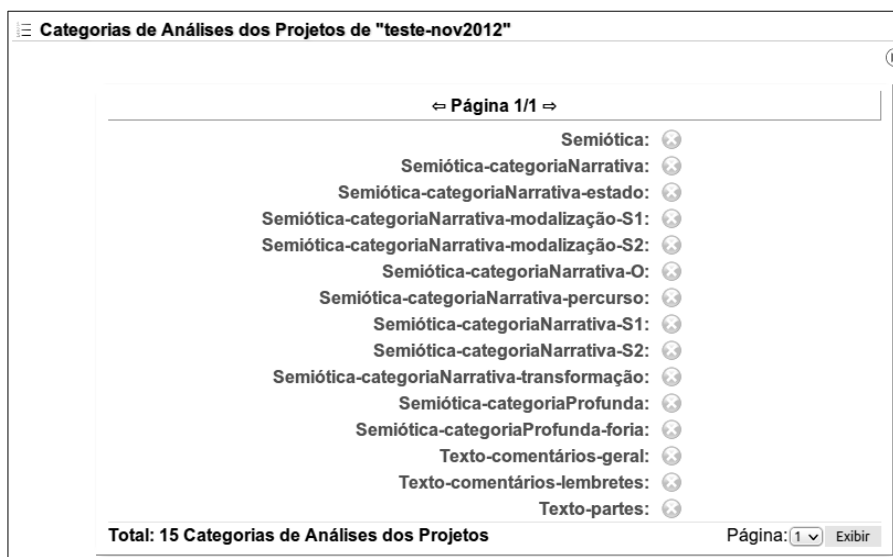 Categorias de Análises dos Projetos de "teste-nov2012"
⇦ Página 1/1 ⇨
Semiótica:
Semiótica-categoriaNarrativa:
Semiótica-categoriaNarrativa-estado:
Semiótica-categoriaNarrativa-modalização-S1:
Semiótica-categoriaNarrativa-modalização-S2:
Semiótica-categoriaNarrativa-O:
Semiótica-categoriaNarrativa-percurso:
Semiótica-categoriaNarrativa-S1:
Semiótica-categoriaNarrativa-S2:
Semiótica-categoriaNarrativa-transformação:
Semiótica-categoriaProfunda:
Semiótica-categoriaProfunda-foria:
Texto-comentários-geral:
Texto-comentários-lembretes:
Texto-partes:
Total: 15 Categorias de Análises dos Projetos Página: 1 Exibir